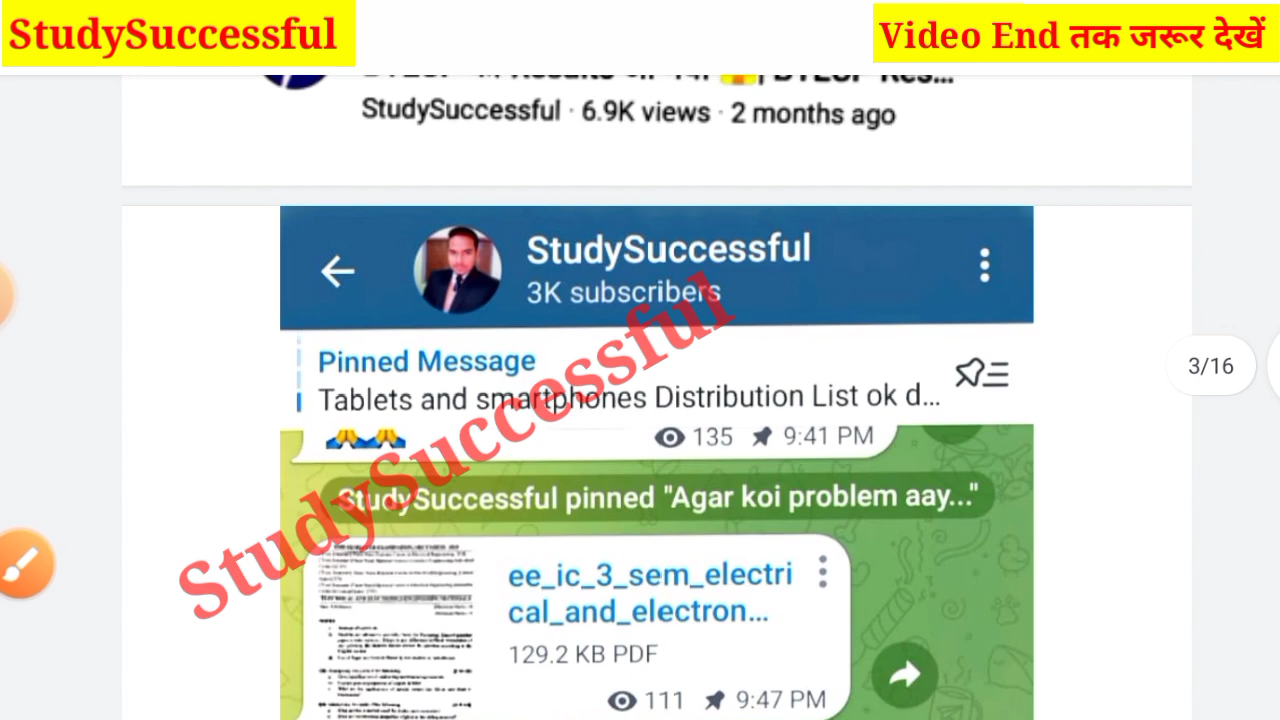 StudySuccessful
Video End तक जरूर देखें
StudySuccessful · 6.9K views · 2 months ago
StudySuccessful
3K subscribers
Pinned Message
Tablets and smartphones Distribution List ok d...
135 9:41 PM
StudySuccessful pinned "Agar koi problem aay..."
3/16
StudySuccessful
ee_ic_3_sem_electri
cal_and_electron...
129.2 KB PDF
111 9:47 PM